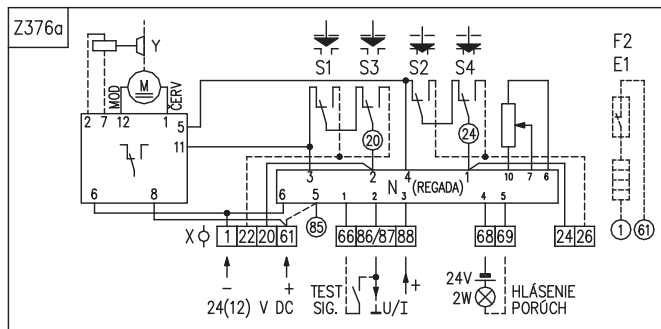 Z376a
Y
M
MOD
ČERV
2 7 12 1
5
11
6 8
S1 S3 S2 S4
F2
E1
20
24
3 2 4 1 10 7 6
N (REGADA)
6 5 1 2 3 4 5
85
X 1 22 20 61 66 86/87 88 68 69 24 26
1 61
− +
24(12) V DC
TEST
SIG.
U/I
+
24V
2W
HLÁSENIE
PORÚCH